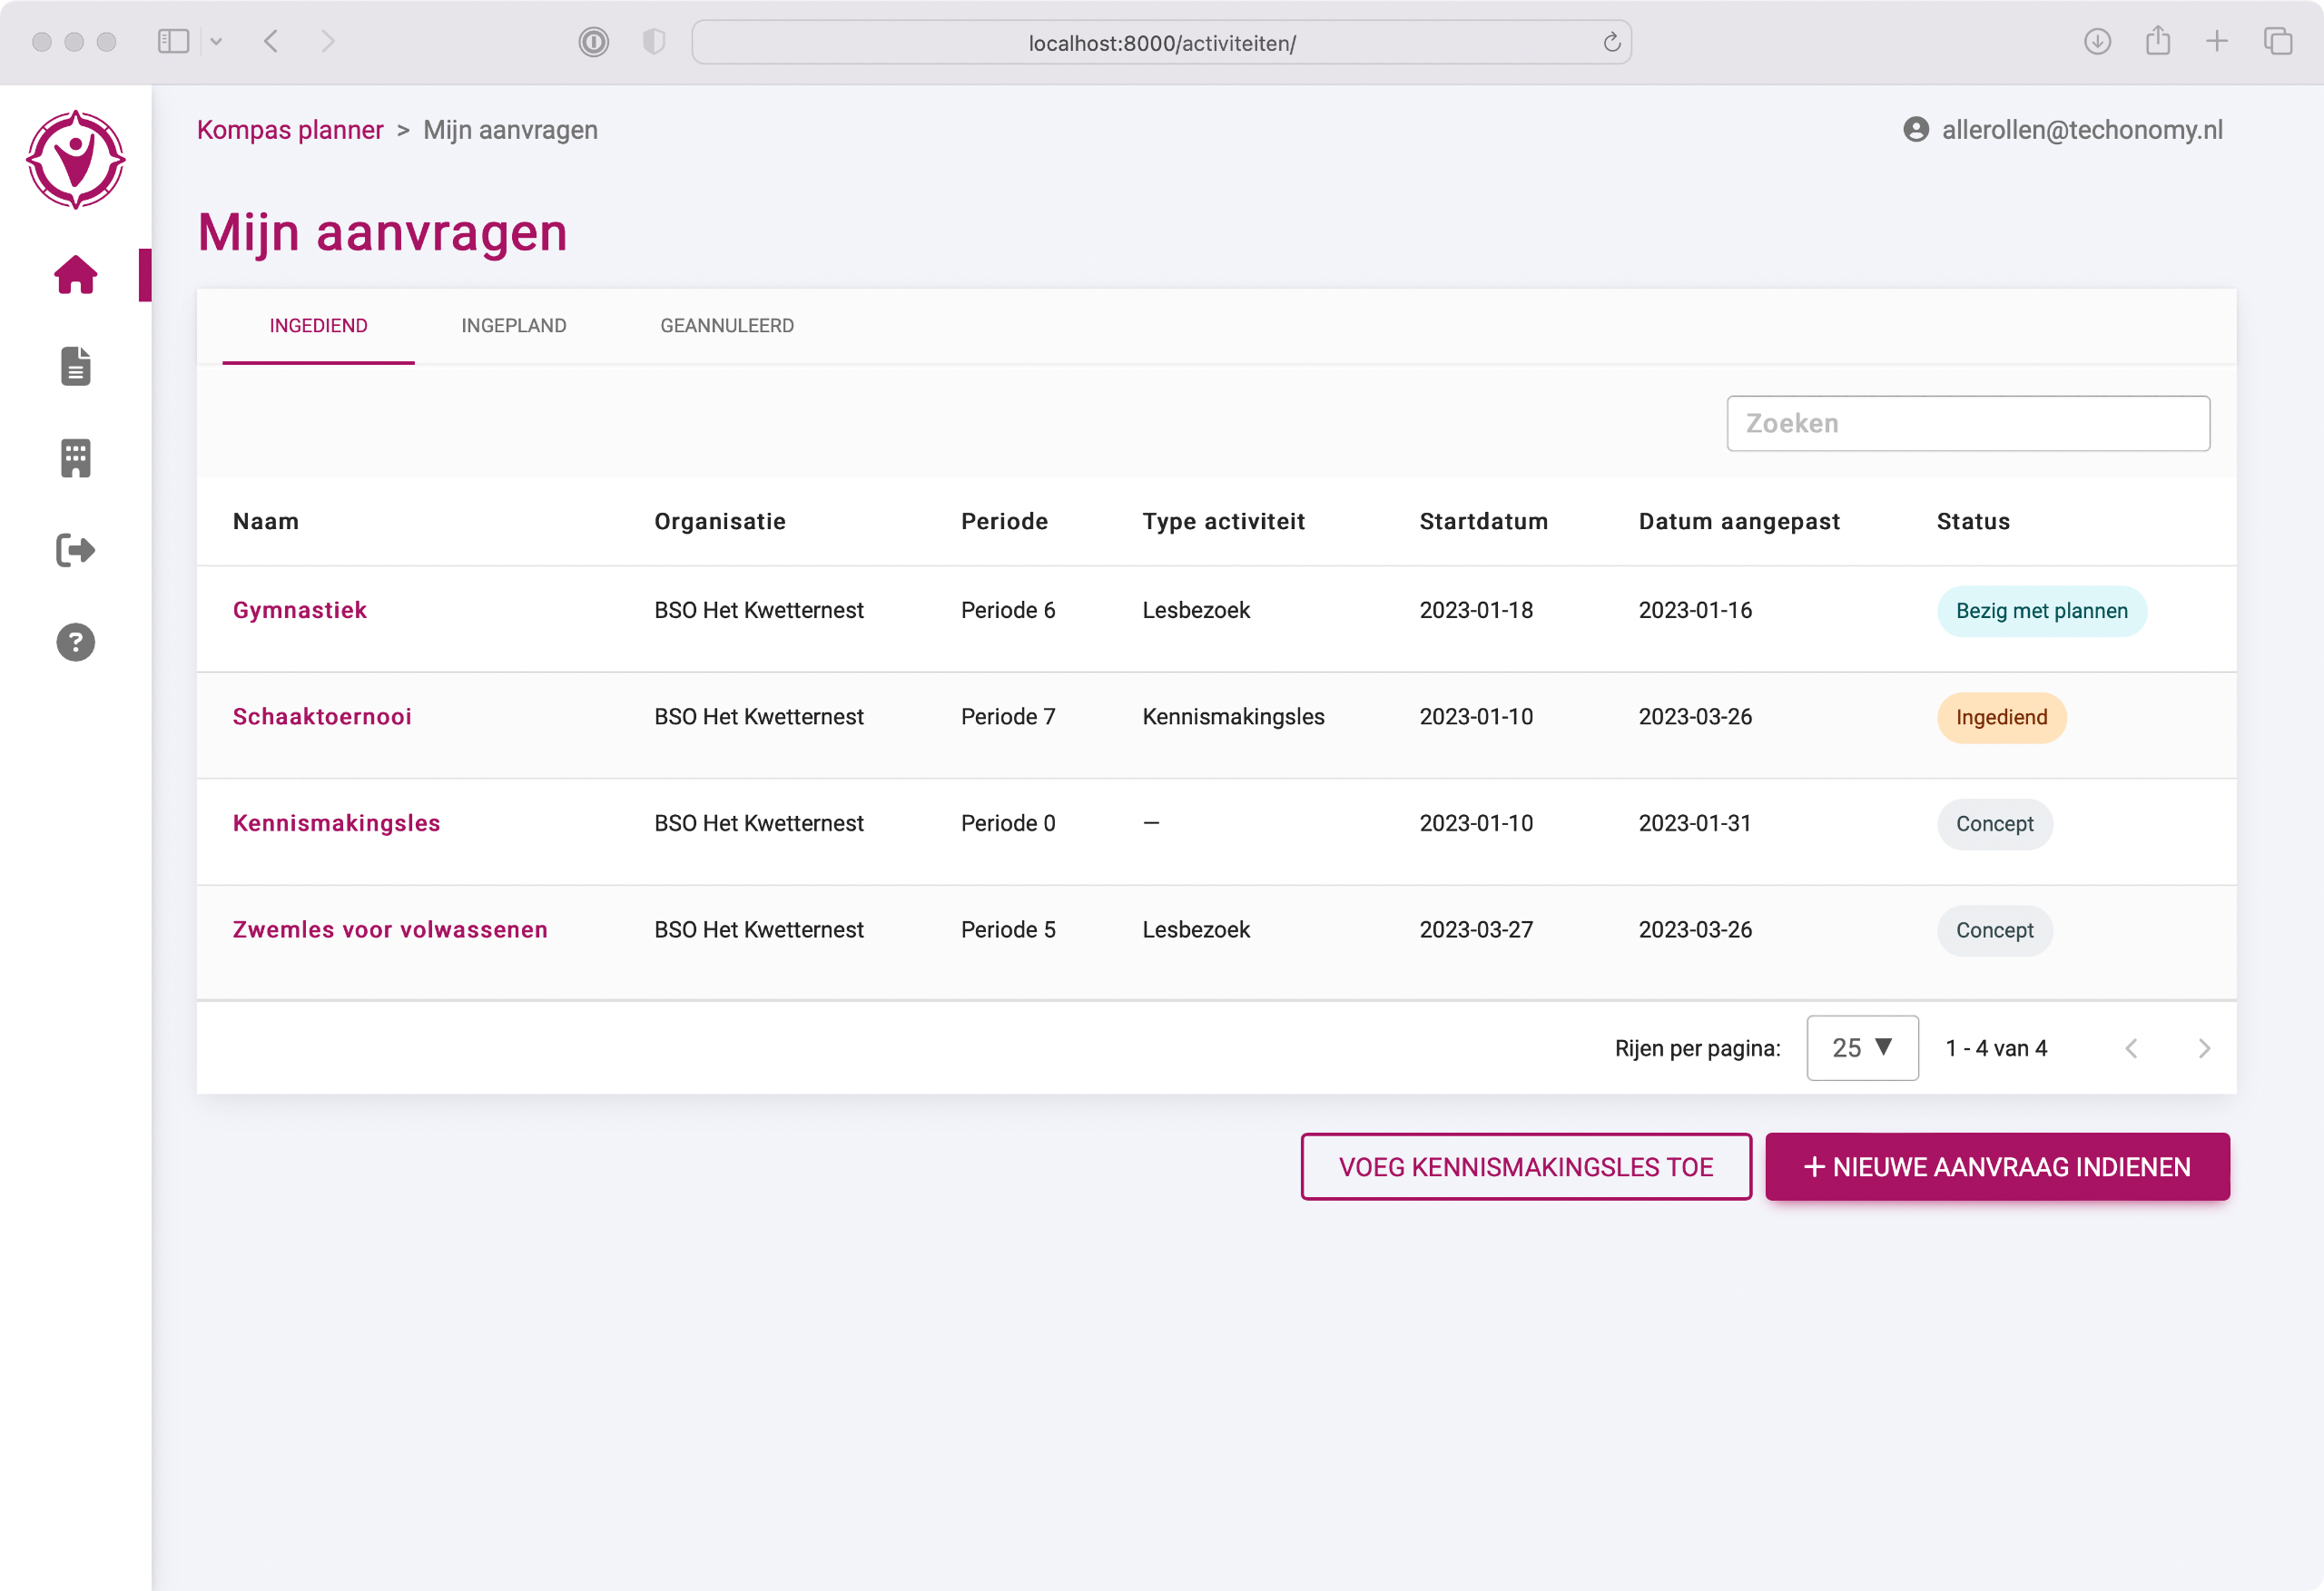 localhost:8000/activiteiten/
Kompas planner > Mijn aanvragen
allerollen@techonomy.nl
Mijn aanvragen
INGEDIEND INGEPLAND GEANNULEERD
Zoeken
Naam Organisatie Periode Type activiteit Startdatum Datum aangepast Status
Gymnastiek BSO Het Kwetternest Periode 6 Lesbezoek 2023-01-18 2023-01-16 Bezig met plannen
Schaaktoernooi BSO Het Kwetternest Periode 7 Kennismakingsles 2023-01-10 2023-03-26 Ingediend
Kennismakingsles BSO Het Kwetternest Periode 0 — 2023-01-10 2023-01-31 Concept
Zwemles voor volwassenen BSO Het Kwetternest Periode 5 Lesbezoek 2023-03-27 2023-03-26 Concept
Rijen per pagina: 25 ▼ 1 - 4 van 4
VOEG KENNISMAKINGSLES TOE + NIEUWE AANVRAAG INDIENEN